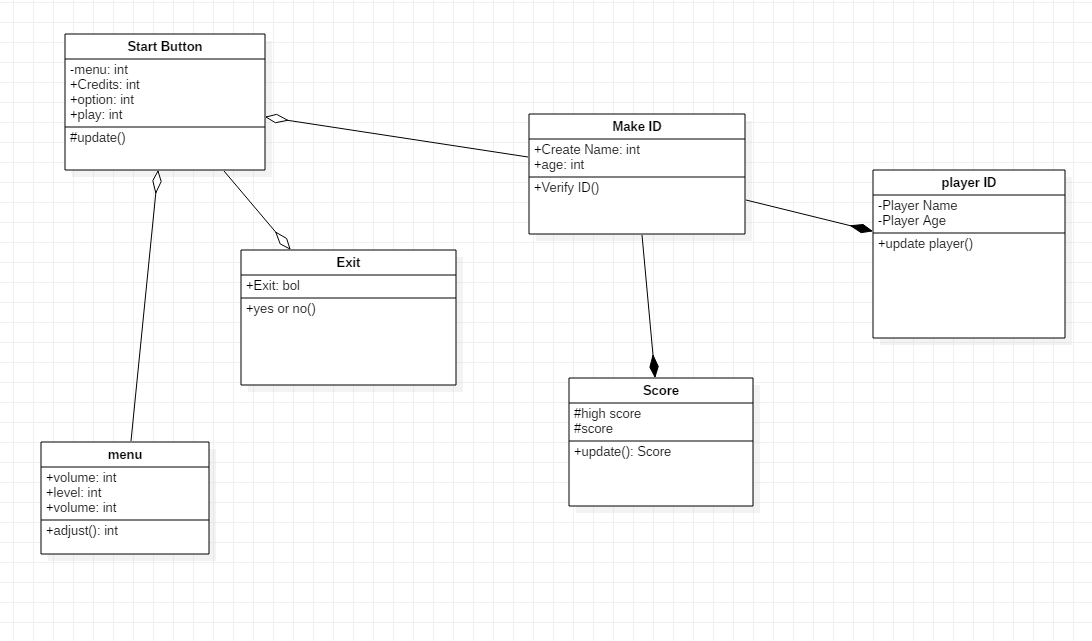 Start Button
-menu: int
+Credits: int
+option: int
+play: int
#update()
Make ID
+Create Name: int
+age: int
+Verify ID()
player ID
-Player Name
-Player Age
+update player()
Exit
+Exit: bol
+yes or no()
Score
#high score
#score
+update(): Score
menu
+volume: int
+level: int
+volume: int
+adjust(): int